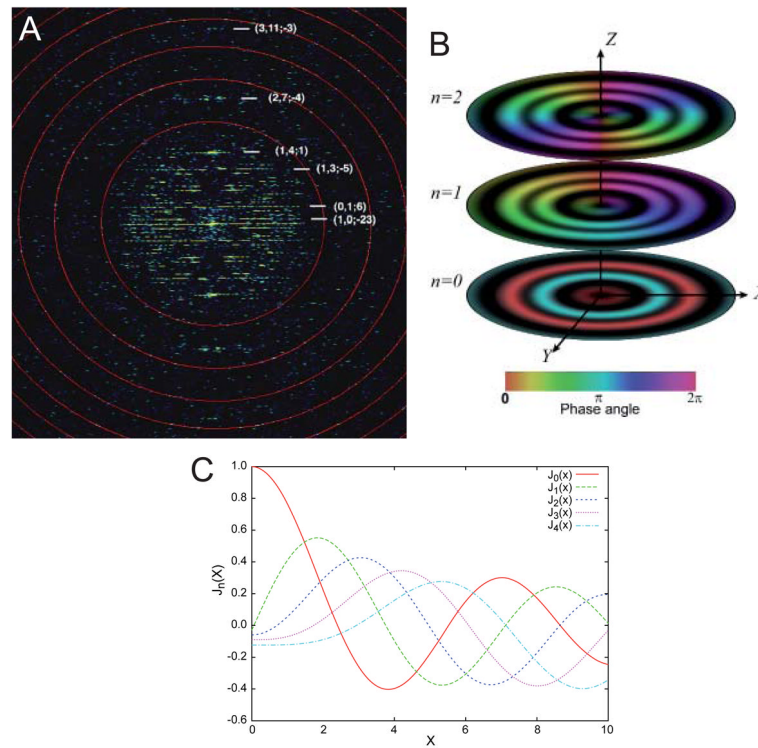 A
(3,11;-3)
(2,7;-4)
(1,4;1)
(1,3;-5)
(0,1;6)
(1,0;-23)
B
Z
n=2
n=1
n=0
X
Y
0
π
2π
Phase angle
C
1.0
0.8
0.6
0.4
0.2
0.0
-0.2
-0.4
-0.6
Jn(X)
J0(x)
J1(x)
J2(x)
J3(x)
J4(x)
0 2 4 6 8 10
X